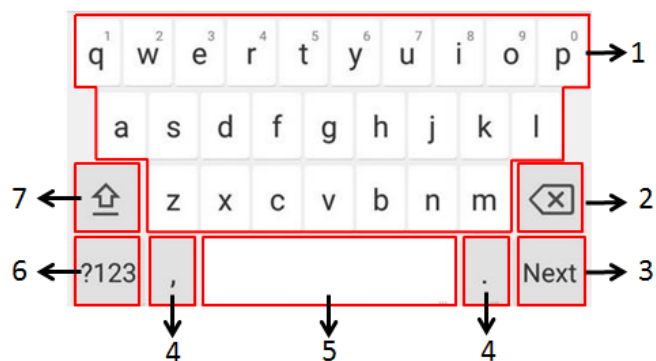 1 2 3 4 5 6 7 8 9 0
q w e r t y u i o p 1
a s d f g h j k l
7 z x c v b n m 2
6 ?123 , . Next 3
4 5 4